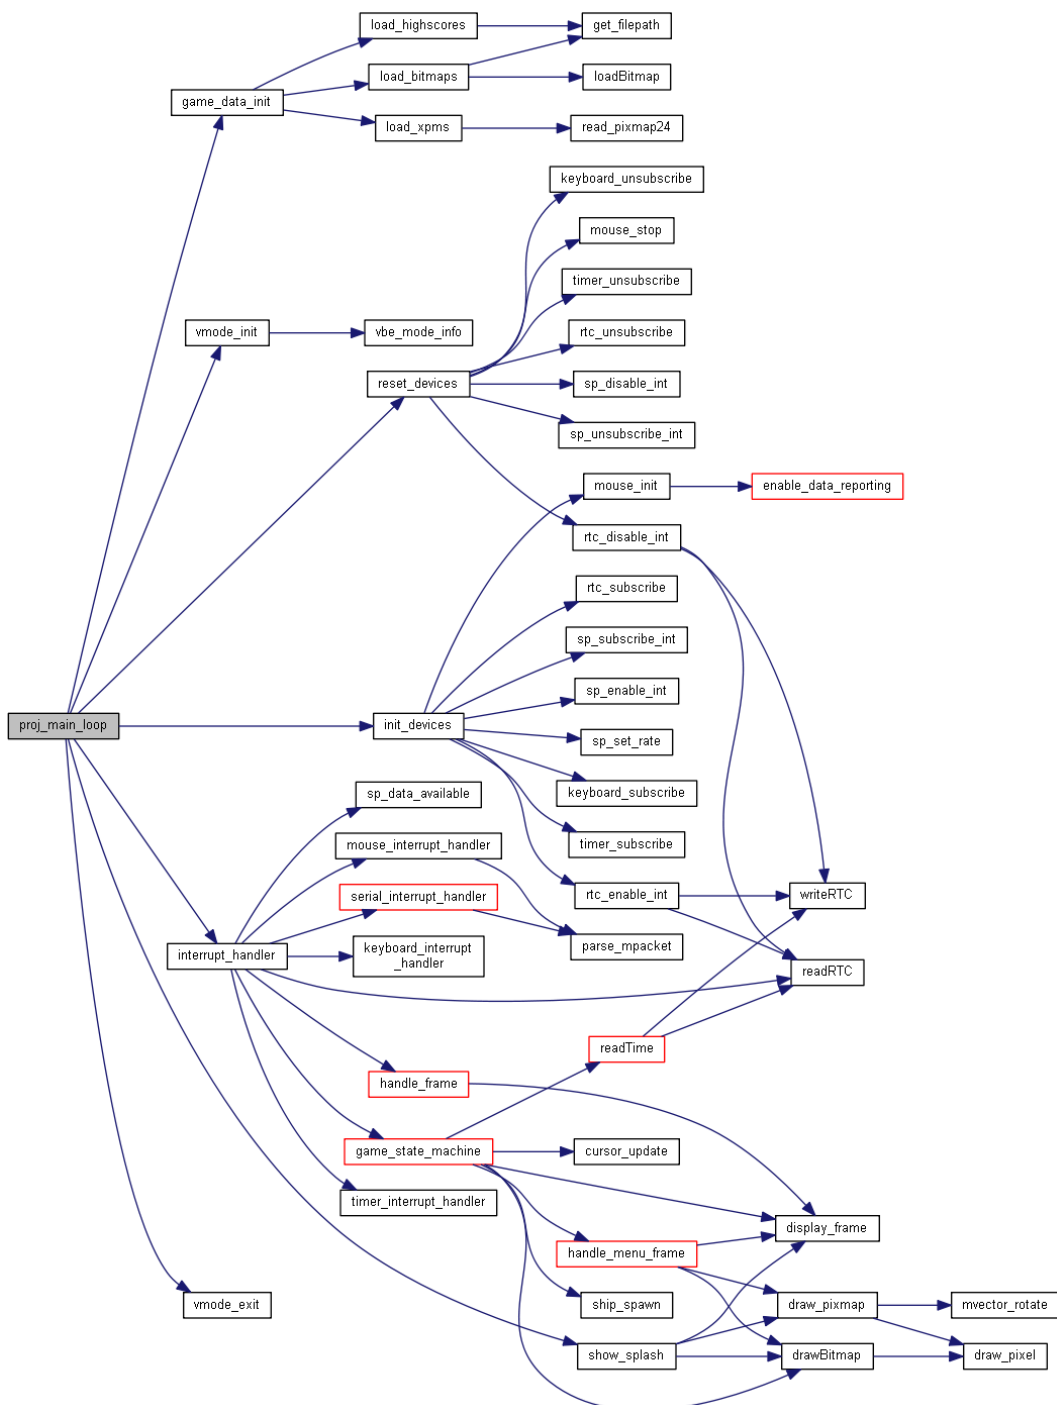 load_highscores
get_filepath
load_bitmaps
loadBitmap
game_data_init
load_xpms
read_pixmap24
keyboard_unsubscribe
mouse_stop
timer_unsubscribe
vmode_init
vbe_mode_info
rtc_unsubscribe
reset_devices
sp_disable_int
sp_unsubscribe_int
mouse_init
enable_data_reporting
rtc_disable_int
rtc_subscribe
sp_subscribe_int
sp_enable_int
proj_main_loop
init_devices
sp_set_rate
sp_data_available
keyboard_subscribe
mouse_interrupt_handler
timer_subscribe
serial_interrupt_handler
rtc_enable_int
writeRTC
interrupt_handler
keyboard_interrupt
_handler
parse_mpacket
readRTC
readTime
handle_frame
game_state_machine
cursor_update
timer_interrupt_handler
display_frame
handle_menu_frame
vmode_exit
ship_spawn
draw_pixmap
mvector_rotate
show_splash
drawBitmap
draw_pixel